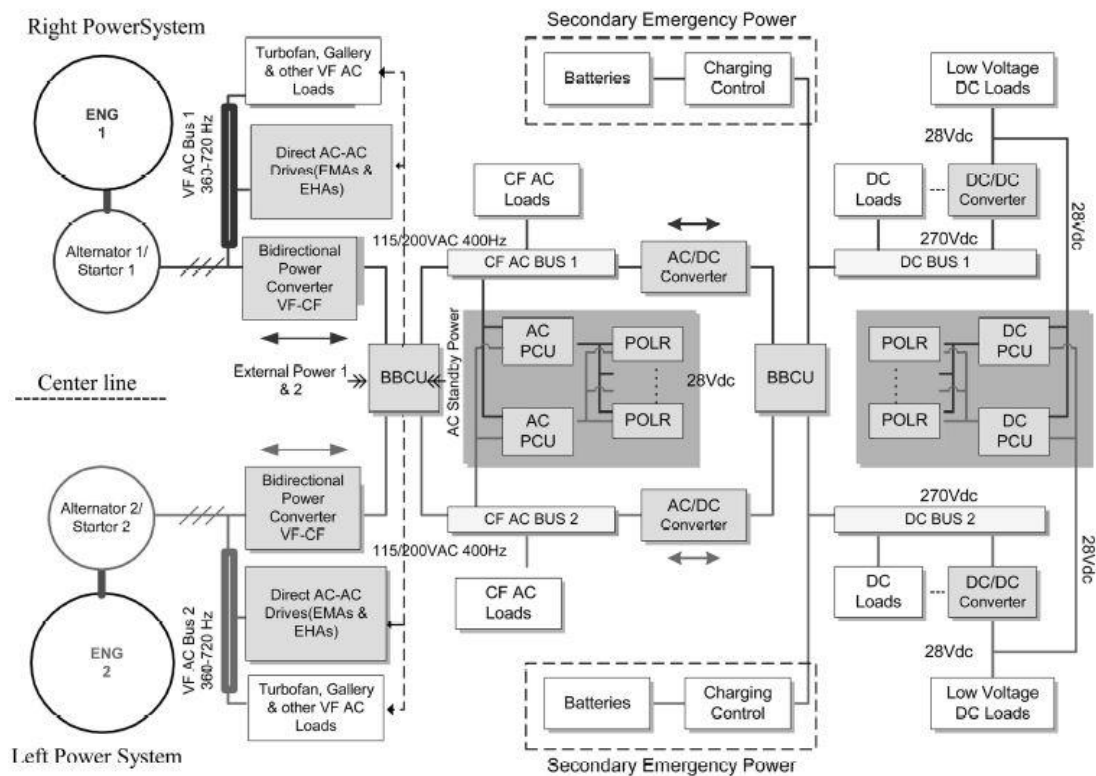 Right PowerSystem
ENG
1
Alternator 1/
Starter 1
VF AC Bus 1
360-720 Hz
Turbofan, Gallery
& other VF AC
Loads
Direct AC-AC
Drives(EMAs &
EHAs)
Bidirectional
Power
Converter
VF-CF
115/200VAC 400Hz
Secondary Emergency Power
Batteries
Charging
Control
CF AC
Loads
CF AC BUS 1
AC/DC
Converter
Low Voltage
DC Loads
28Vdc
DC
Loads
DC/DC
Converter
270Vdc
DC BUS 1
28Vdc
Center line
External Power 1
& 2
BBCU
AC Standby Power
AC
PCU
POLR
AC
PCU
POLR
28Vdc
BBCU
POLR
DC
PCU
POLR
DC
PCU
Alternator 2/
Starter 2
ENG
2
VF AC Bus 2
360-720 Hz
Bidirectional
Power
Converter
VF-CF
115/200VAC 400Hz
Direct AC-AC
Drives(EMAs &
EHAs)
Turbofan, Gallery
& other VF AC
Loads
CF AC BUS 2
CF AC
Loads
AC/DC
Converter
270Vdc
DC BUS 2
DC
Loads
DC/DC
Converter
28Vdc
28Vdc
Low Voltage
DC Loads
Batteries
Charging
Control
Secondary Emergency Power
Left Power System